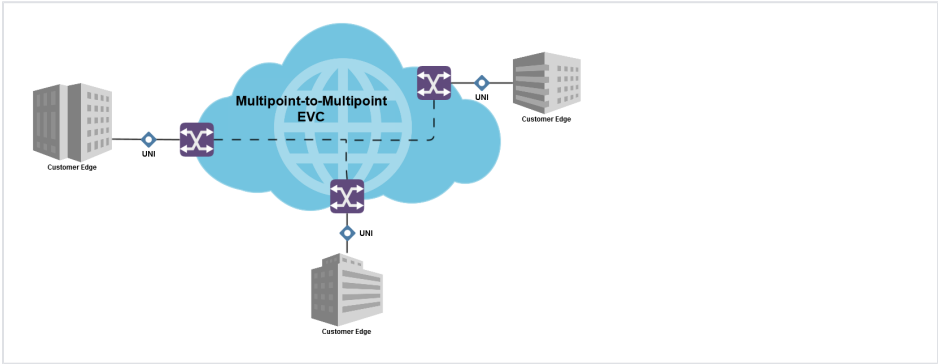 Multipoint-to-Multipoint
EVC
UNI
Customer Edge
UNI
Customer Edge
UNI
Customer Edge